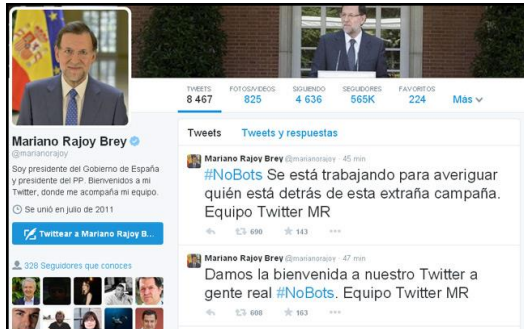 TWEETS FOTOS/VIDEOS SIGUIENDO SEGUIDORES FAVORITOS
8 467 825 4 636 565K 224 Más
Mariano Rajoy Brey
@marianorajoy
Soy presidente del Gobierno de España
y presidente del PP. Bienvenidos a mi
Twitter, donde me acompaña mi equipo.
Se unió en julio de 2011
Twittear a Mariano Rajoy B...
328 Seguidores que conoces
Tweets Tweets y respuestas
Mariano Rajoy Brey @marianorajoy · 45 min
#NoBots Se está trabajando para averiguar
quién está detrás de esta extraña campaña.
Equipo Twitter MR
690 143
Mariano Rajoy Brey @marianorajoy · 47 min
Damos la bienvenida a nuestro Twitter a
gente real #NoBots. Equipo Twitter MR
608 163